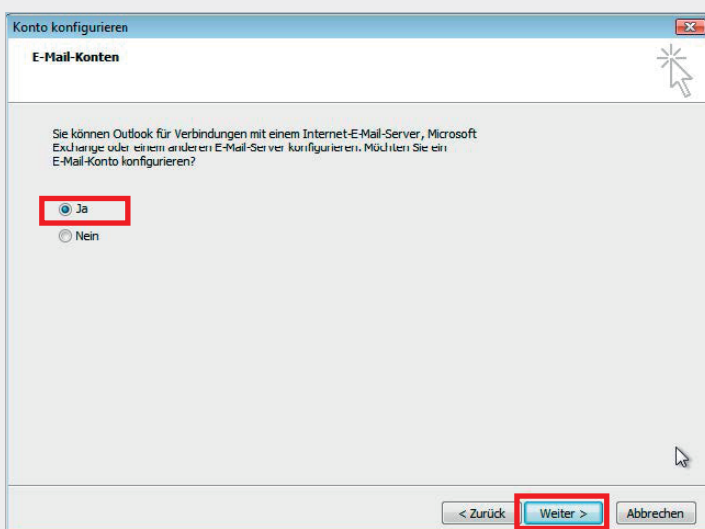 Konto konfigurieren
E-Mail-Konten
Sie können Outlook für Verbindungen mit einem Internet-E-Mail-Server, Microsoft
Exchange oder einem anderen E-Mail-Server konfigurieren. Möchten Sie ein
E-Mail-Konto konfigurieren?
Ja
Nein
< Zurück
Weiter >
Abbrechen